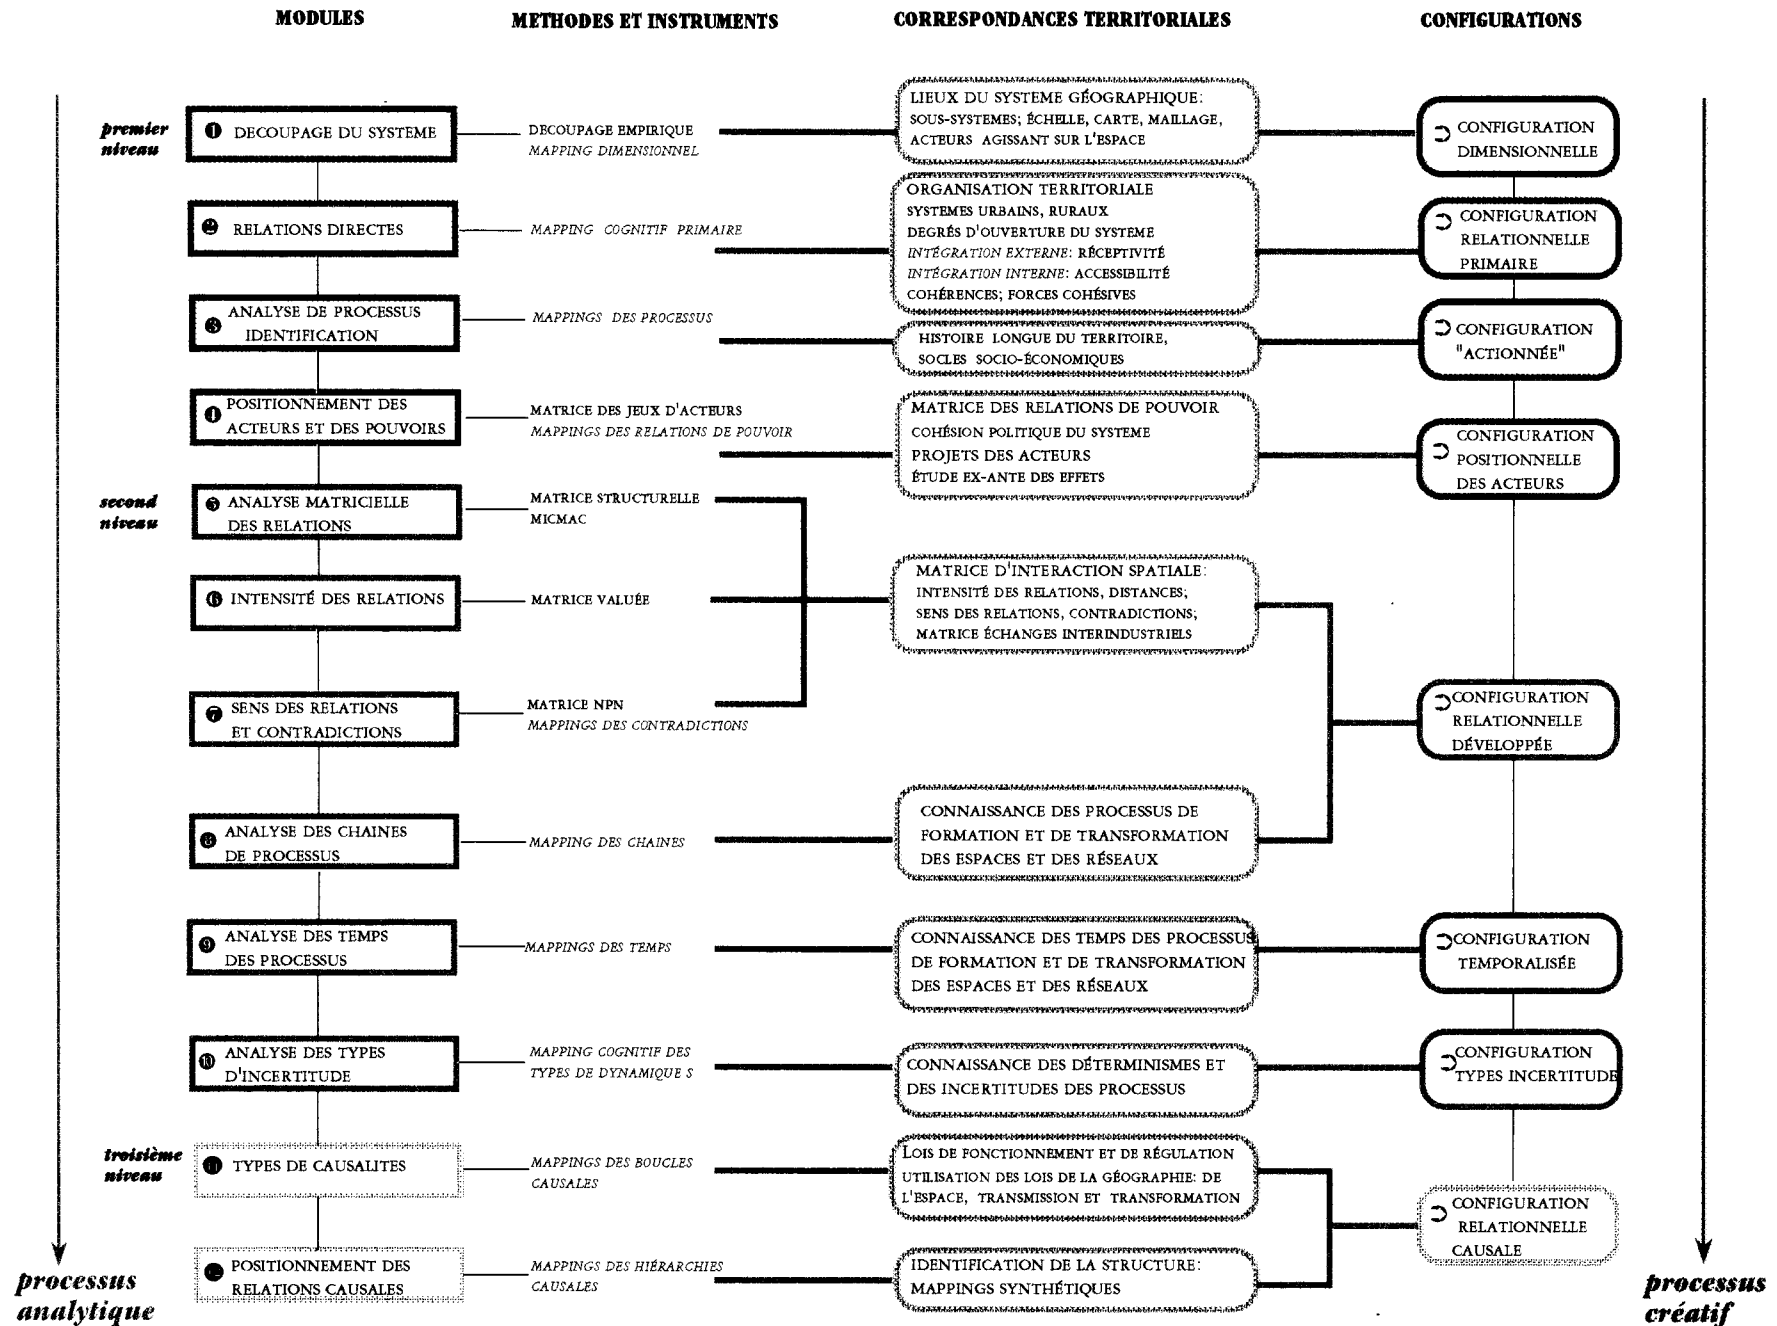 MODULES
METHODES ET INSTRUMENTS
CORRESPONDANCES TERRITORIALES
CONFIGURATIONS
premier
niveau
1 DECOUPAGE DU SYSTEME
DECOUPAGE EMPIRIQUE
MAPPING DIMENSIONNEL
LIEUX DU SYSTEME GÉOGRAPHIQUE:
SOUS-SYSTEMES; ÉCHELLE, CARTE, MAILLAGE,
ACTEURS AGISSANT SUR L'ESPACE
CONFIGURATION
DIMENSIONNELLE
2 RELATIONS DIRECTES
MAPPING COGNITIF PRIMAIRE
ORGANISATION TERRITORIALE
SYSTEMES URBAINS, RURAUX
DEGRÉS D'OUVERTURE DU SYSTEME
INTÉGRATION EXTERNE: RÉCEPTIVITÉ
INTÉGRATION INTERNE: ACCESSIBILITÉ
COHÉRENCES; FORCES COHÉSIVES
CONFIGURATION
RELATIONNELLE
PRIMAIRE
3 ANALYSE DE PROCESSUS
IDENTIFICATION
MAPPINGS DES PROCESSUS
HISTOIRE LONGUE DU TERRITOIRE,
SOCLES SOCIO-ÉCONOMIQUES
CONFIGURATION
"ACTIONNÉE"
4 POSITIONNEMENT DES
ACTEURS ET DES POUVOIRS
MATRICE DES JEUX D'ACTEURS
MAPPINGS DES RELATIONS DE POUVOIR
MATRICE DES RELATIONS DE POUVOIR
COHÉSION POLITIQUE DU SYSTEME
PROJETS DES ACTEURS
ÉTUDE EX-ANTE DES EFFETS
CONFIGURATION
POSITIONNELLE
DES ACTEURS
second
niveau
5 ANALYSE MATRICIELLE
DES RELATIONS
MATRICE STRUCTURELLE
MICMAC
6 INTENSITÉ DES RELATIONS
MATRICE VALUÉE
MATRICE D'INTERACTION SPATIALE:
INTENSITÉ DES RELATIONS, DISTANCES;
SENS DES RELATIONS, CONTRADICTIONS;
MATRICE ÉCHANGES INTERINDUSTRIELS
7 SENS DES RELATIONS
ET CONTRADICTIONS
MATRICE NPN
MAPPINGS DES CONTRADICTIONS
CONFIGURATION
RELATIONNELLE
DÉVELOPPÉE
8 ANALYSE DES CHAINES
DE PROCESSUS
MAPPING DES CHAINES
CONNAISSANCE DES PROCESSUS DE
FORMATION ET DE TRANSFORMATION
DES ESPACES ET DES RÉSEAUX
9 ANALYSE DES TEMPS
DES PROCESSUS
MAPPINGS DES TEMPS
CONNAISSANCE DES TEMPS DES PROCESSUS
DE FORMATION ET DE TRANSFORMATION
DES ESPACES ET DES RÉSEAUX
CONFIGURATION
TEMPORALISÉE
10 ANALYSE DES TYPES
D'INCERTITUDE
MAPPING COGNITIF DES
TYPES DE DYNAMIQUE S
CONNAISSANCE DES DÉTERMINISMES ET
DES INCERTITUDES DES PROCESSUS
CONFIGURATION
TYPES INCERTITUDE
troisième
niveau
11 TYPES DE CAUSALITES
MAPPINGS DES BOUCLES
CAUSALES
LOIS DE FONCTIONNEMENT ET DE RÉGULATION
UTILISATION DES LOIS DE LA GÉOGRAPHIE: DE
L'ESPACE, TRANSMISSION ET TRANSFORMATION
CONFIGURATION
RELATIONNELLE
CAUSALE
12 POSITIONNEMENT DES
RELATIONS CAUSALES
MAPPINGS DES HIÉRARCHIES
CAUSALES
IDENTIFICATION DE LA STRUCTURE:
MAPPINGS SYNTHÉTIQUES
processus
analytique
processus
créatif